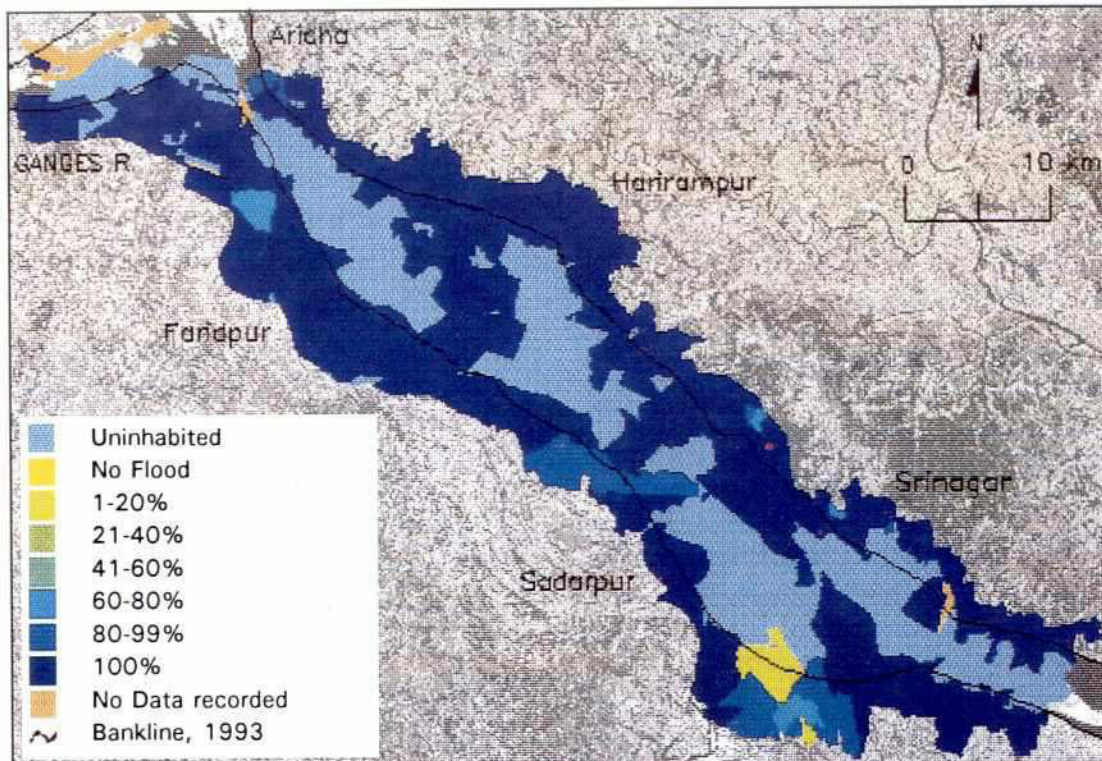 Aricha
N
0 10 km
GANGES R.
Harirampur
Faridpur
Srinagar
Sadarpur
Uninhabited
No Flood
1-20%
21-40%
41-60%
60-80%
80-99%
100%
No Data recorded
Bankline, 1993